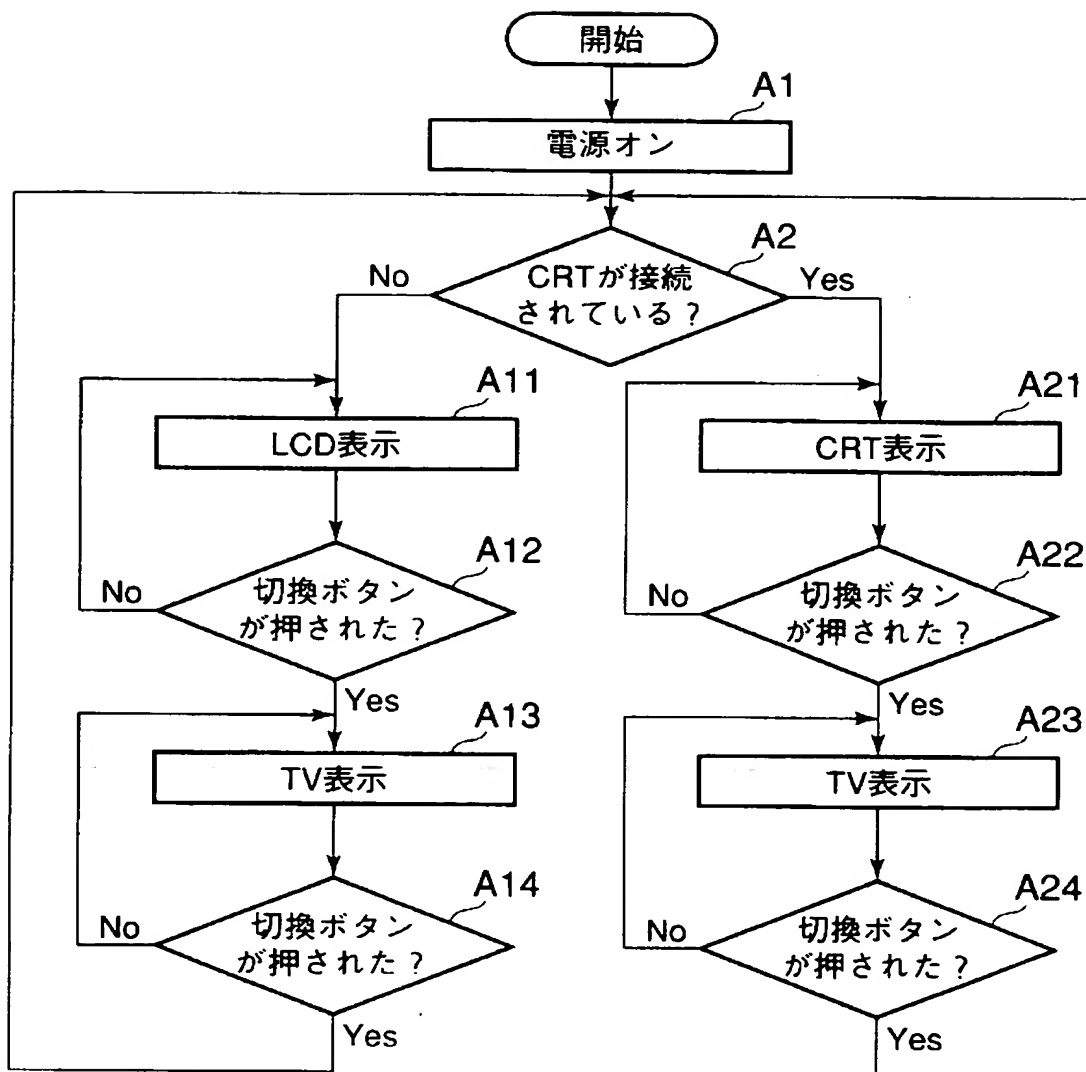 開始
A1
電源オン
A2
No
CRTが接続
されている？
Yes
A11
LCD表示
A21
CRT表示
A12
No
切換ボタン
が押された？
Yes
A22
No
切換ボタン
が押された？
Yes
A13
TV表示
A23
TV表示
A14
No
切換ボタン
が押された？
Yes
A24
No
切換ボタン
が押された？
Yes